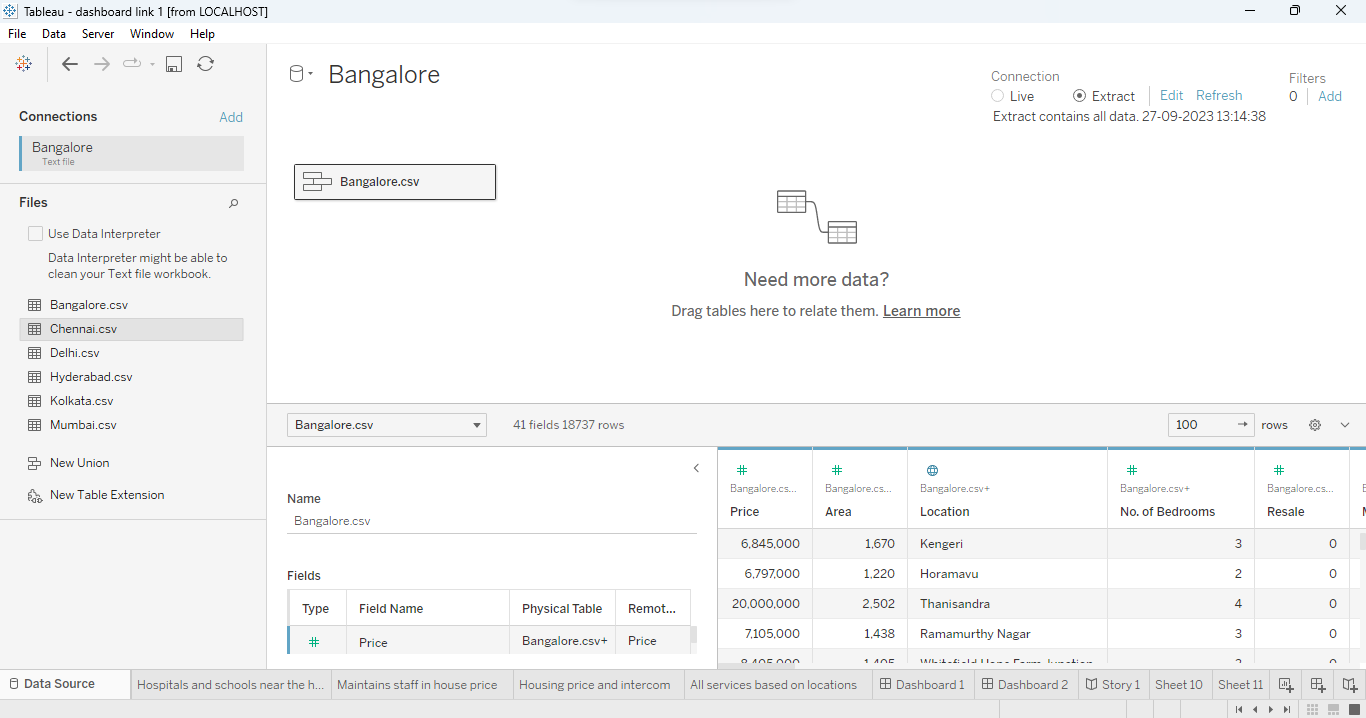 Tableau - dashboard link 1 [from LOCALHOST]
File Data Server Window Help
Connections Add
Bangalore
Text file
Files
Use Data Interpreter
Data Interpreter might be able to
clean your Text file workbook.
Bangalore.csv
Chennai.csv
Delhi.csv
Hyderabad.csv
Kolkata.csv
Mumbai.csv
New Union
New Table Extension
Bangalore
Connection
Live Extract Edit Refresh
Extract contains all data. 27-09-2023 13:14:38
Filters
0 Add
Bangalore.csv
Need more data?
Drag tables here to relate them. Learn more
Bangalore.csv 41 fields 18737 rows 100 rows
Name
Bangalore.csv
Fields
Type Field Name Physical Table Remot...
Price Bangalore.csv+ Price
Bangalore.cs... Bangalore.cs... Bangalore.csv+ Bangalore.csv+ Bangalore.cs...
Price Area Location No. of Bedrooms Resale
6,845,000 1,670 Kengeri 3 0
6,797,000 1,220 Horamavu 2 0
20,000,000 2,502 Thanisandra 4 0
7,105,000 1,438 Ramamurthy Nagar 3 0
Data Source Hospitals and schools near the h... Maintains staff in house price Housing price and intercom All services based on locations Dashboard 1 Dashboard 2 Story 1 Sheet 10 Sheet 11